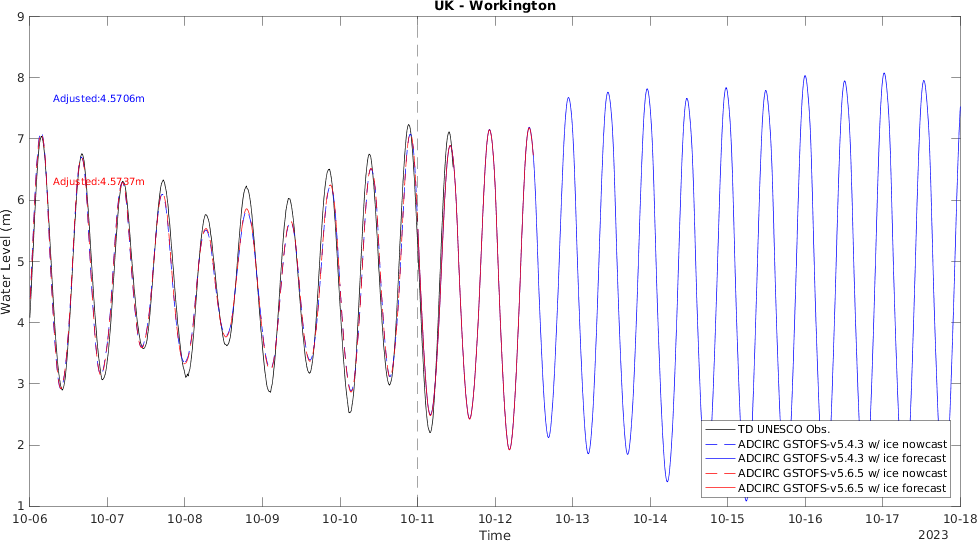 UK - Workington
9
8
7
6
5
4
3
2
1
Water Level (m)
Adjusted:4.5706m
Adjusted:4.5737m
TD UNESCO Obs.
ADCIRC GSTOFS-v5.4.3 w/ ice nowcast
ADCIRC GSTOFS-v5.4.3 w/ ice forecast
ADCIRC GSTOFS-v5.6.5 w/ ice nowcast
ADCIRC GSTOFS-v5.6.5 w/ ice forecast
10-06 10-07 10-08 10-09 10-10 10-11 10-12 10-13 10-14 10-15 10-16 10-17 10-18
Time
2023